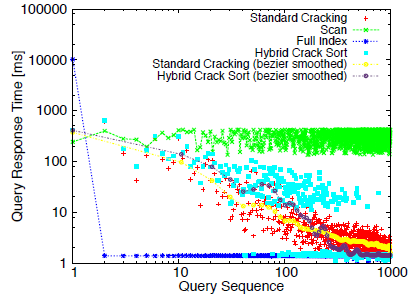 100000
10000
1000
100
10
1
Query Response Time [ms]
Standard Cracking
Scan
Full Index
Hybrid Crack Sort
Standard Cracking (bezier smoothed)
Hybrid Crack Sort (bezier smoothed)
1 10 100 1000
Query Sequence